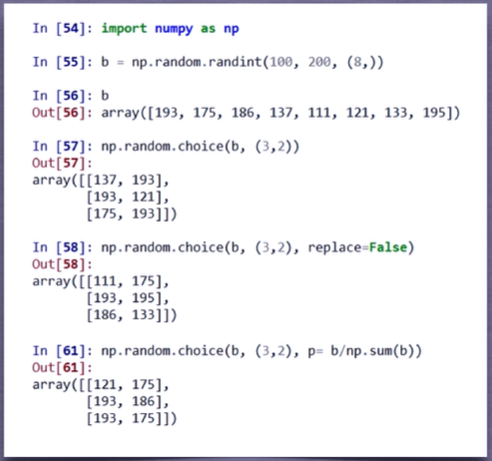 In [54]: import numpy as np
In [55]: b = np.random.randint(100, 200, (8,))
In [56]: b
Out[56]: array([193, 175, 186, 137, 111, 121, 133, 195])
In [57]: np.random.choice(b, (3,2))
Out[57]:
array([[137, 193],
       [193, 121],
       [175, 193]])
In [58]: np.random.choice(b, (3,2), replace=False)
Out[58]:
array([[111, 175],
       [193, 195],
       [186, 133]])
In [61]: np.random.choice(b, (3,2), p= b/np.sum(b))
Out[61]:
array([[121, 175],
       [193, 186],
       [193, 175]])